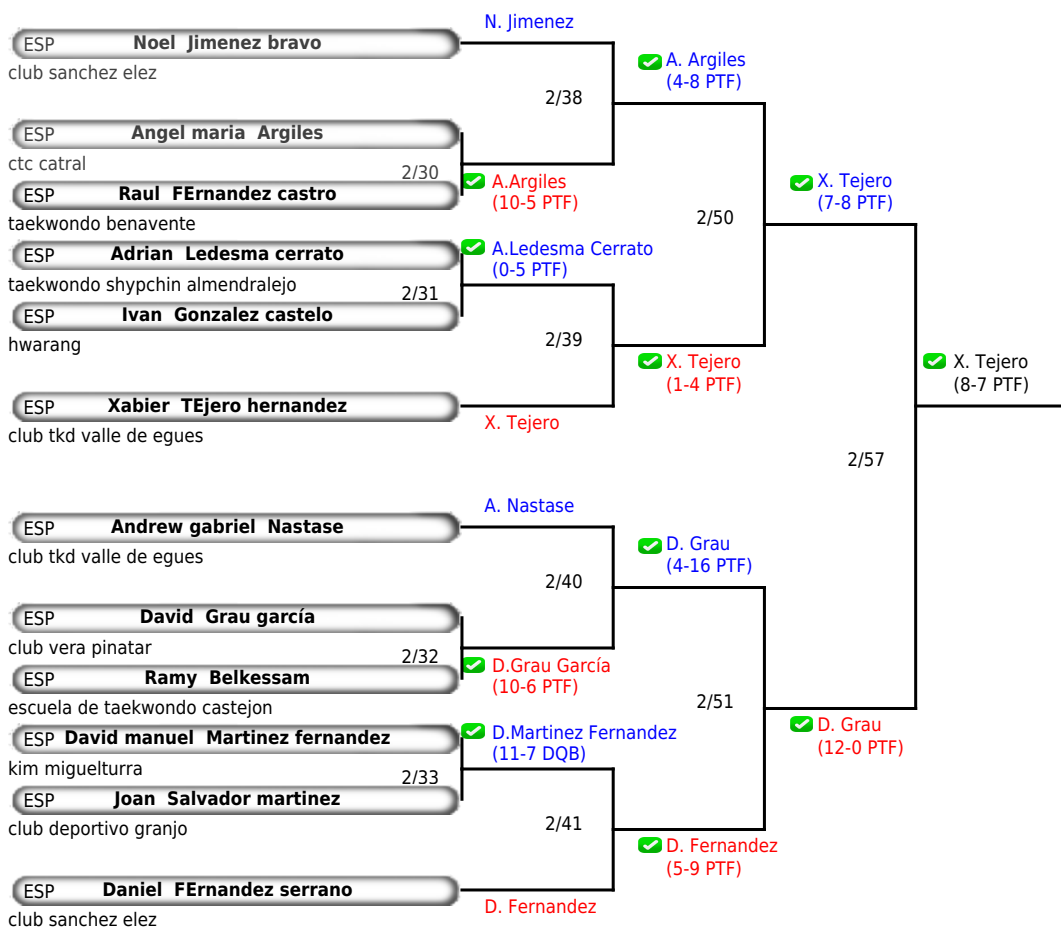 N. Jimenez
ESP Noel Jimenez bravo
club sanchez elez
A. Argiles
(4-8 PTF)
2/38
ESP Angel maria Argiles
ctc catral
2/30
A.Argiles
(10-5 PTF)
ESP Raul FErnandez castro
taekwondo benavente
X. Tejero
(7-8 PTF)
2/50
ESP Adrian Ledesma cerrato
A.Ledesma Cerrato
(0-5 PTF)
taekwondo shypchin almendralejo
2/31
ESP Ivan Gonzalez castelo
hwarang
2/39
X. Tejero
(1-4 PTF)
X. Tejero
(8-7 PTF)
ESP Xabier TEjero hernandez
club tkd valle de egues
X. Tejero
2/57
A. Nastase
ESP Andrew gabriel Nastase
club tkd valle de egues
D. Grau
(4-16 PTF)
2/40
ESP David Grau garcía
club vera pinatar
2/32
D.Grau García
(10-6 PTF)
ESP Ramy Belkessam
escuela de taekwondo castejon
2/51
D. Grau
(12-0 PTF)
ESP David manuel Martinez fernandez
D.Martinez Fernandez
(11-7 DQB)
kim miguelturra
2/33
ESP Joan Salvador martinez
club deportivo granjo
2/41
D. Fernandez
(5-9 PTF)
ESP Daniel FErnandez serrano
club sanchez elez
D. Fernandez